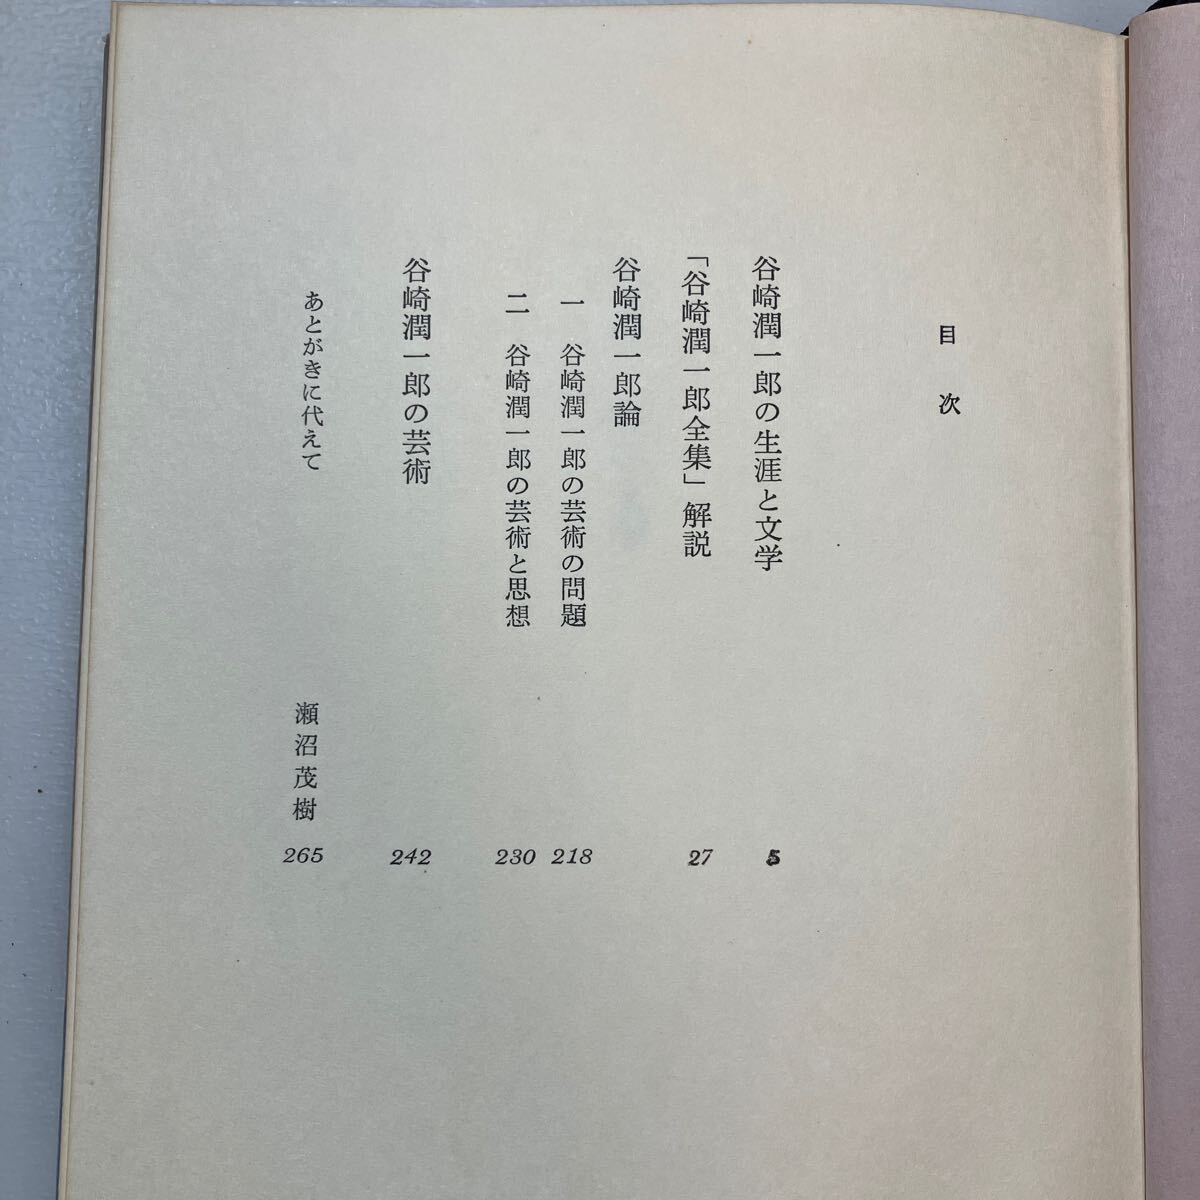 目次
谷崎潤一郎の生涯と文学 5
「谷崎潤一郎全集」解説 27
谷崎潤一郎論
一 谷崎潤一郎の芸術の問題 218
二 谷崎潤一郎の芸術と思想 230
谷崎潤一郎の芸術 242
あとがきに代えて 瀬沼茂樹 265